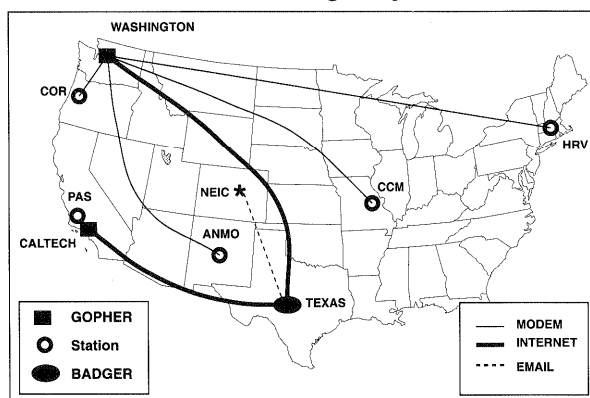 WASHINGTON
COR
HRV
NEIC
CCM
PAS
ANMO
CALTECH
TEXAS
GOPHER
Station
BADGER
MODEM
INTERNET
EMAIL